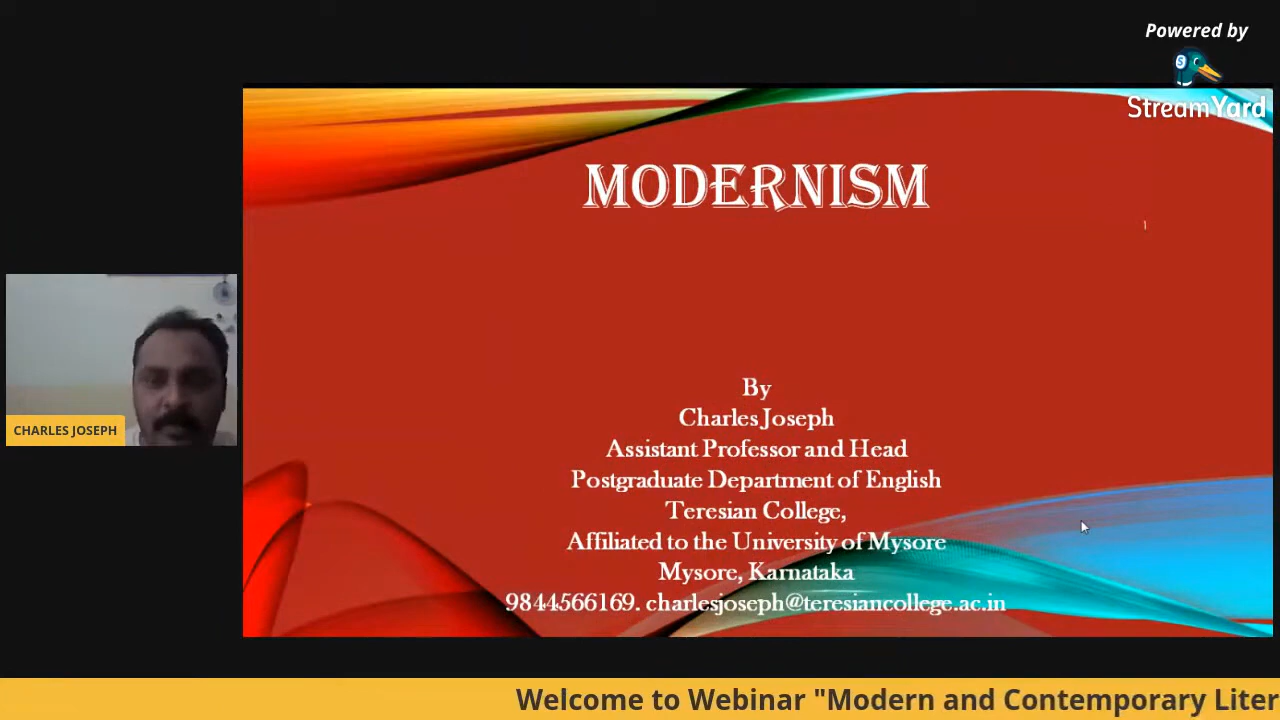 Powered by
StreamYard
MODERNISM
By
Charles Joseph
Assistant Professor and Head
Postgraduate Department of English
Teresian College,
Affiliated to the University of Mysore
Mysore, Karnataka
9844566169. charlesjoseph@teresiancollege.ac.in
CHARLES JOSEPH
Welcome to Webinar "Modern and Contemporary Liter